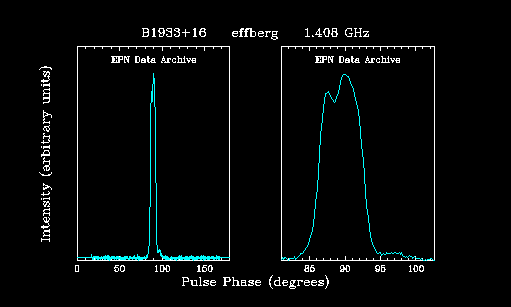 B1933+16 effberg 1.408 GHz
EPN Data Archive EPN Data Archive
Intensity (arbitrary units)
0 50 100 150 85 90 95 100
Pulse Phase (degrees)